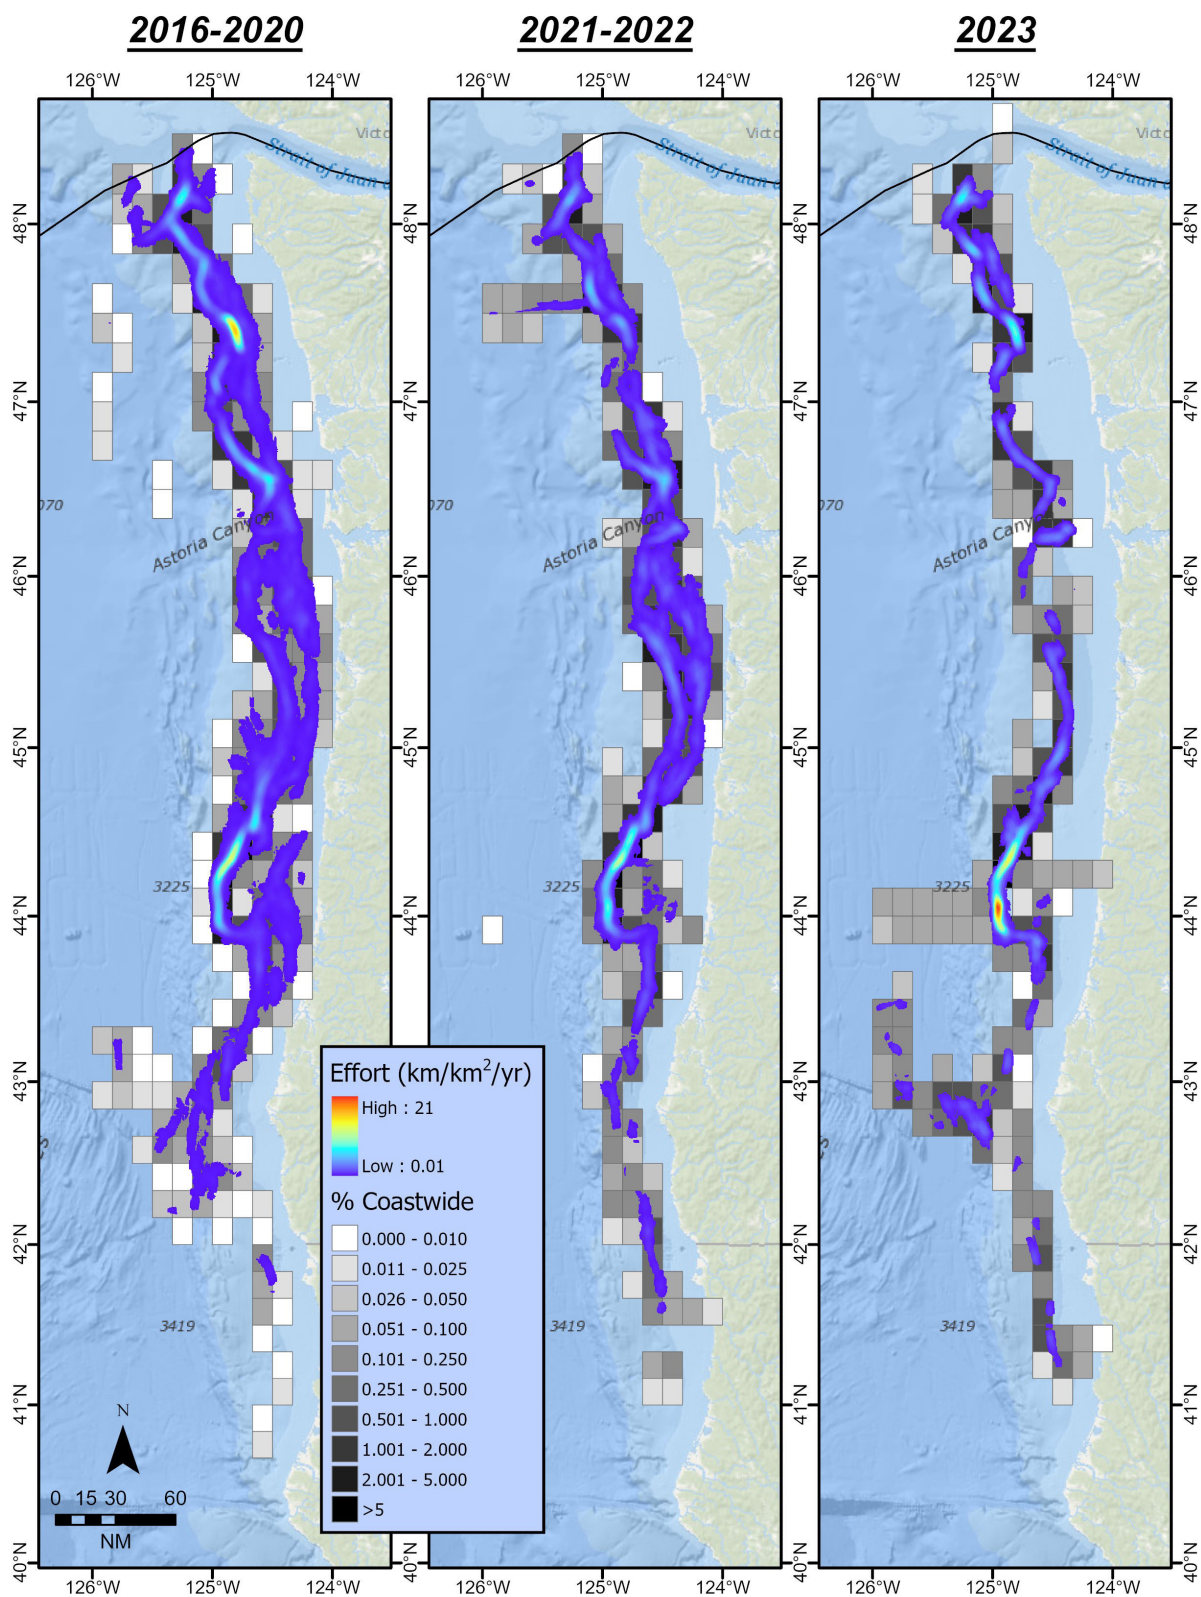 2016-2020 2021-2022 2023
126°W 125°W 124°W 126°W 125°W 124°W 126°W 125°W 124°W
Strait of Juan d
Strait of Juan d
Strait of Juan d
Victo
Victo
Victo
48°N 48°N 48°N 48°N
47°N 47°N 47°N 47°N
070 070 070
Astoria Canyon Astoria Canyon Astoria Cany
46°N 46°N 46°N 46°N
45°N 45°N 45°N 45°N
3225 3225 3225
44°N 44°N 44°N 44°N
43°N 43°N 43°N 43°N
42°N 42°N 42°N 42°N
3419 3419 3419
41°N 41°N 41°N 41°N
40°N 40°N 40°N 40°N
Effort (km/km²/yr)
High : 21
Low : 0.01
% Coastwide
0.000 - 0.010
0.011 - 0.025
0.026 - 0.050
0.051 - 0.100
0.101 - 0.250
0.251 - 0.500
0.501 - 1.000
1.001 - 2.000
2.001 - 5.000
>5
N
0 15 30 60
NM
126°W 125°W 124°W 126°W 125°W 124°W 126°W 125°W 124°W